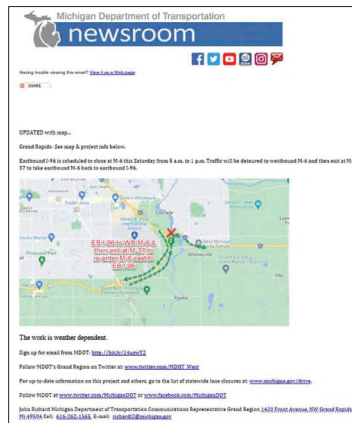 Michigan Department of Transportation
newsroom
Having trouble viewing this email? View it as a Web page
SHARE
UPDATED with map...
Grand Rapids- See map & project info below.
Eastbound I-96 is scheduled to close at M-6 this Saturday from 8 a.m. to 1 p.m. Traffic will be detoured to westbound M-6 and then exit at M-
37 to take eastbound M-6 back to eastbound I-96.
Cascade
EB I-96 to WB M-6 &
then exit at M-37 to
re-enter M-6 east to
EB I-96
Whitneyville
Alto
Alaska
The work is weather dependent.
Sign up for email from MDOT: http://bit.ly/14anwY2
Follow MDOT's Grand Region on Twitter at: www.twitter.com/MDOT_West
For up-to-date information on this project and others, go to the list of statewide lane closures at: www.michigan.gov/drive.
Follow MDOT at www.twitter.com/MichiganDOT or www.facebook.com/MichiganDOT
John Richard Michigan Department of Transportation Communications Representative Grand Region 1420 Front Avenue, NW Grand Rapids,
MI 49504 Cell: 616-262-1565, E-mail: richardj2@michigan.gov